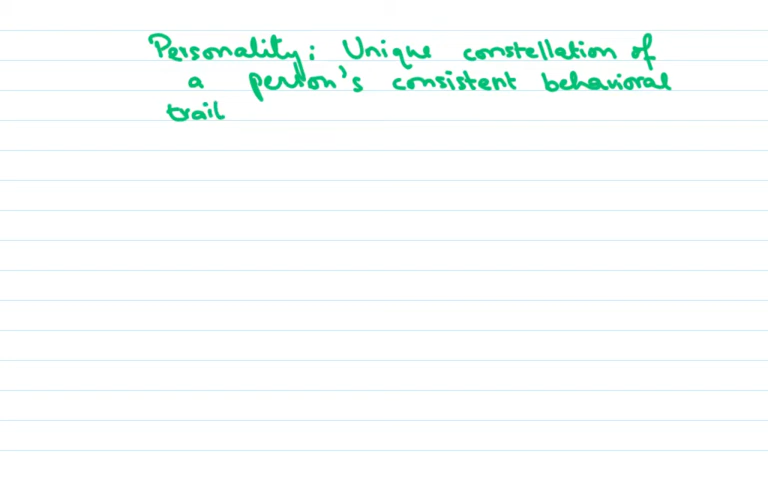 Personality: Unique constellation of
a person's consistent behavioral
trail